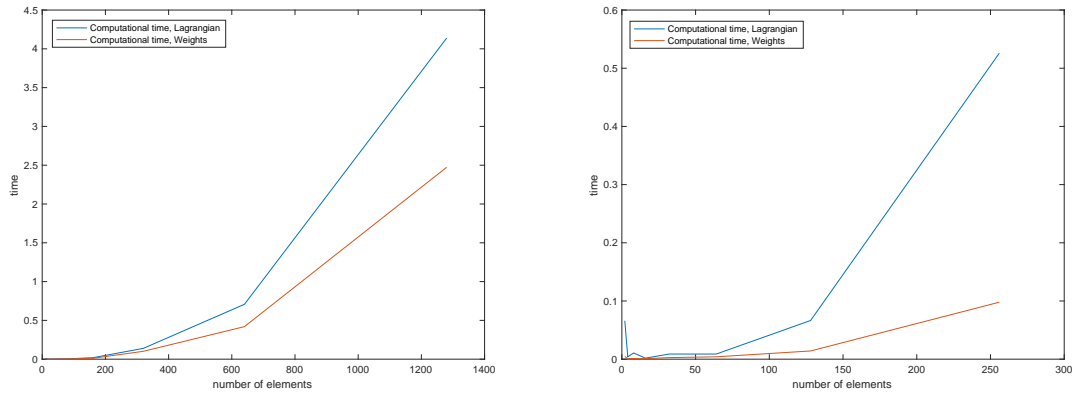 Computational time, Lagrangian
Computational time, Weights
4.5
4
3.5
3
2.5
2
1.5
1
0.5
0
time
0 200 400 600 800 1000 1200 1400
number of elements
Computational time, Lagrangian
Computational time, Weights
0.6
0.5
0.4
0.3
0.2
0.1
0
time
0 50 100 150 200 250 300
number of elements